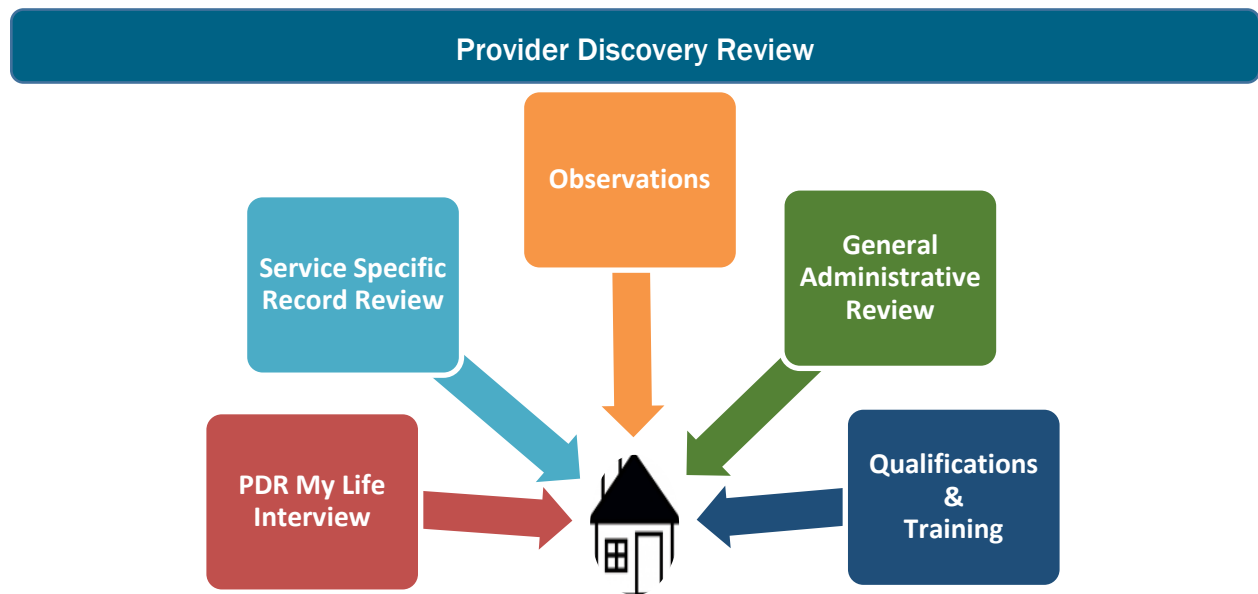 Provider Discovery Review
Observations
Service Specific
Record Review
General
Administrative
Review
PDR My Life
Interview
Qualifications
&
Training